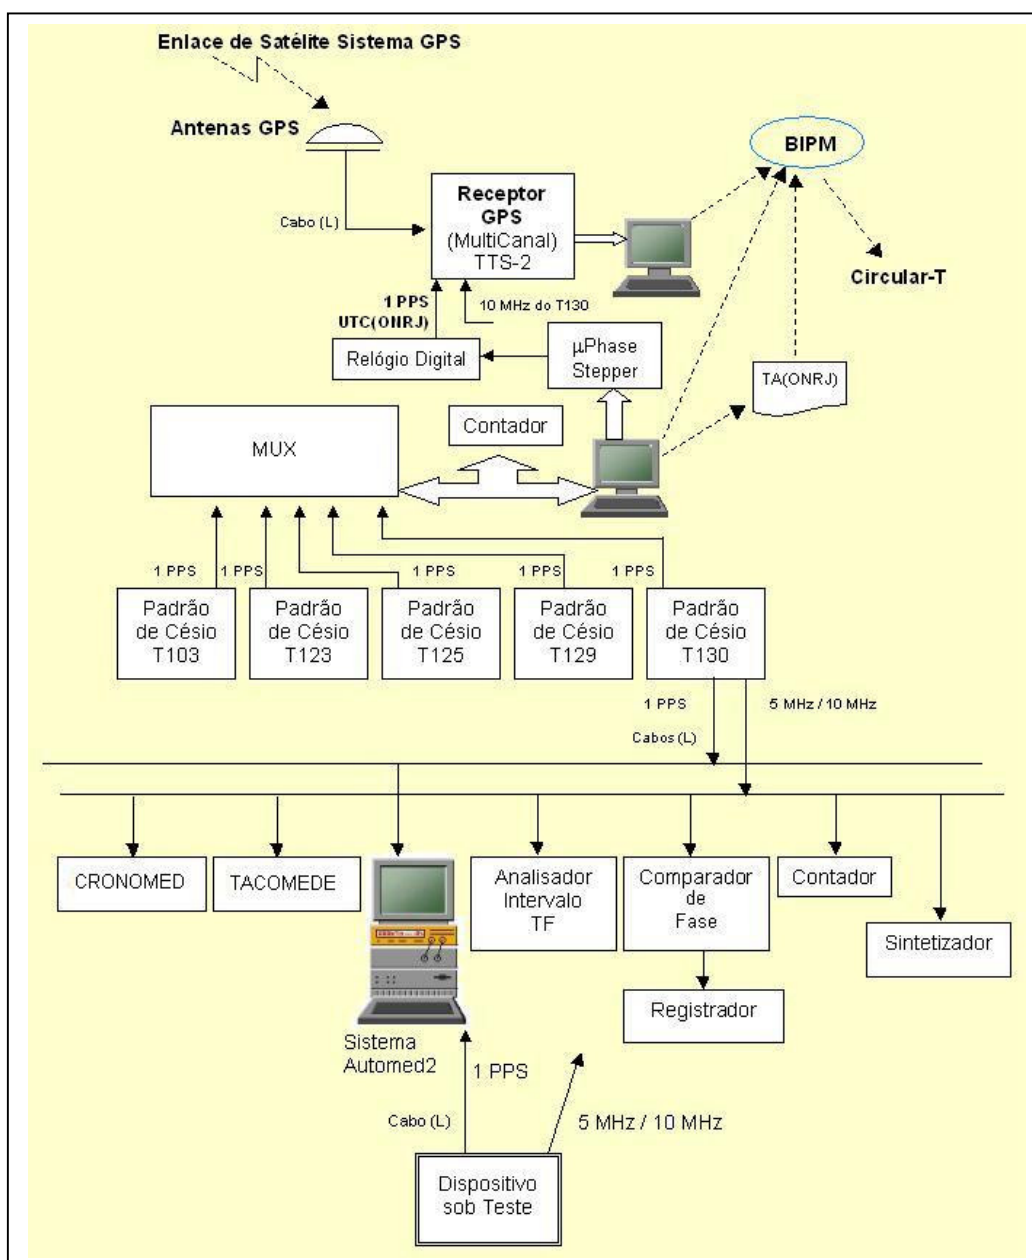 Enlace de Satélite Sistema GPS
Antenas GPS
BIPM
Receptor
GPS
(MultiCanal)
TTS-2
Cabo (L)
Circular-T
1 PPS
UTC(ONRJ)
10 MHz do T130
Relógio Digital
µPhase
Stepper
TA(ONRJ)
Contador
MUX
1 PPS
1 PPS
1 PPS
1 PPS
1 PPS
Padrão
de Césio
T103
Padrão
de Césio
T123
Padrão
de Césio
T125
Padrão
de Césio
T129
Padrão
de Césio
T130
1 PPS
5 MHz / 10 MHz
Cabos (L)
CRONOMED
TACOMEDE
Analisador
Intervalo
TF
Comparador
de
Fase
Contador
Sintetizador
Registrador
Sistema
Automed2
1 PPS
Cabo (L)
5 MHz / 10 MHz
Dispositivo
sob Teste